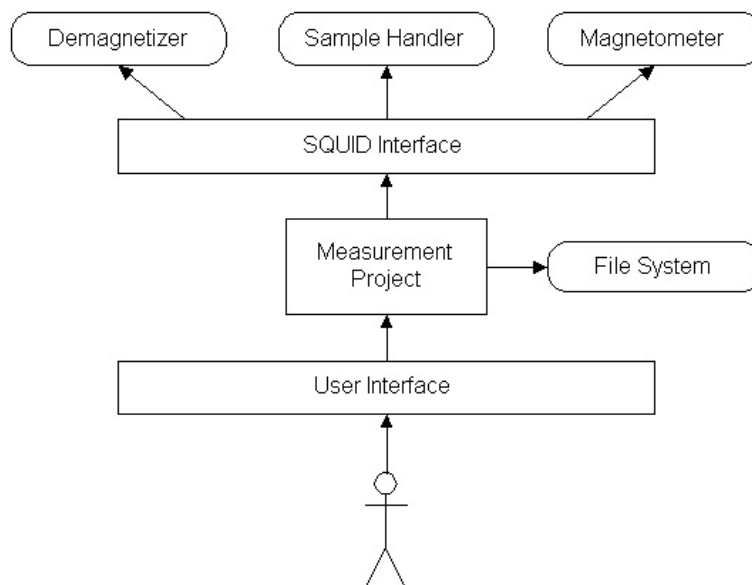 Demagnetizer
Sample Handler
Magnetometer
SQUID Interface
Measurement
Project
File System
User Interface